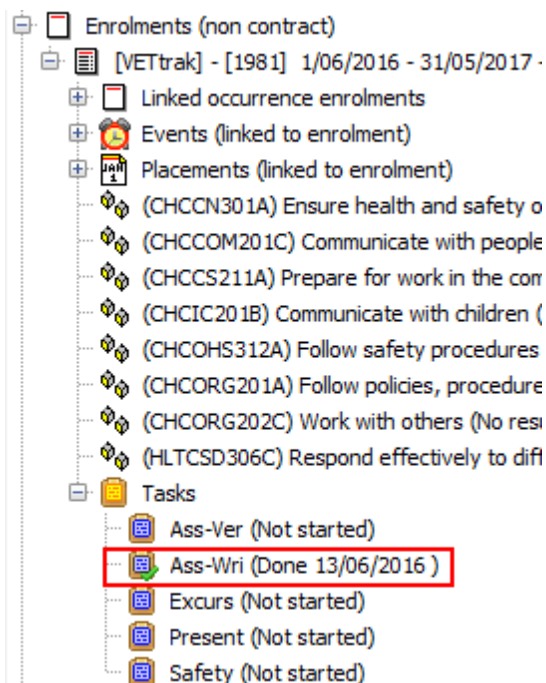 Enrolments (non contract)
[VETtrak] - [1981] 1/06/2016 - 31/05/2017 -
Linked occurrence enrolments
Events (linked to enrolment)
JAN
1
Placements (linked to enrolment)
(CHCCN301A) Ensure health and safety o
(CHCCOM201C) Communicate with people
(CHCCS211A) Prepare for work in the com
(CHCIC201B) Communicate with children (
(CHCOHS312A) Follow safety procedures
(CHCORG201A) Follow policies, procedure
(CHCORG202C) Work with others (No resu
(HLTCSD306C) Respond effectively to diff
Tasks
Ass-Ver (Not started)
Ass-Wri (Done 13/06/2016 )
Excurs (Not started)
Present (Not started)
Safety (Not started)